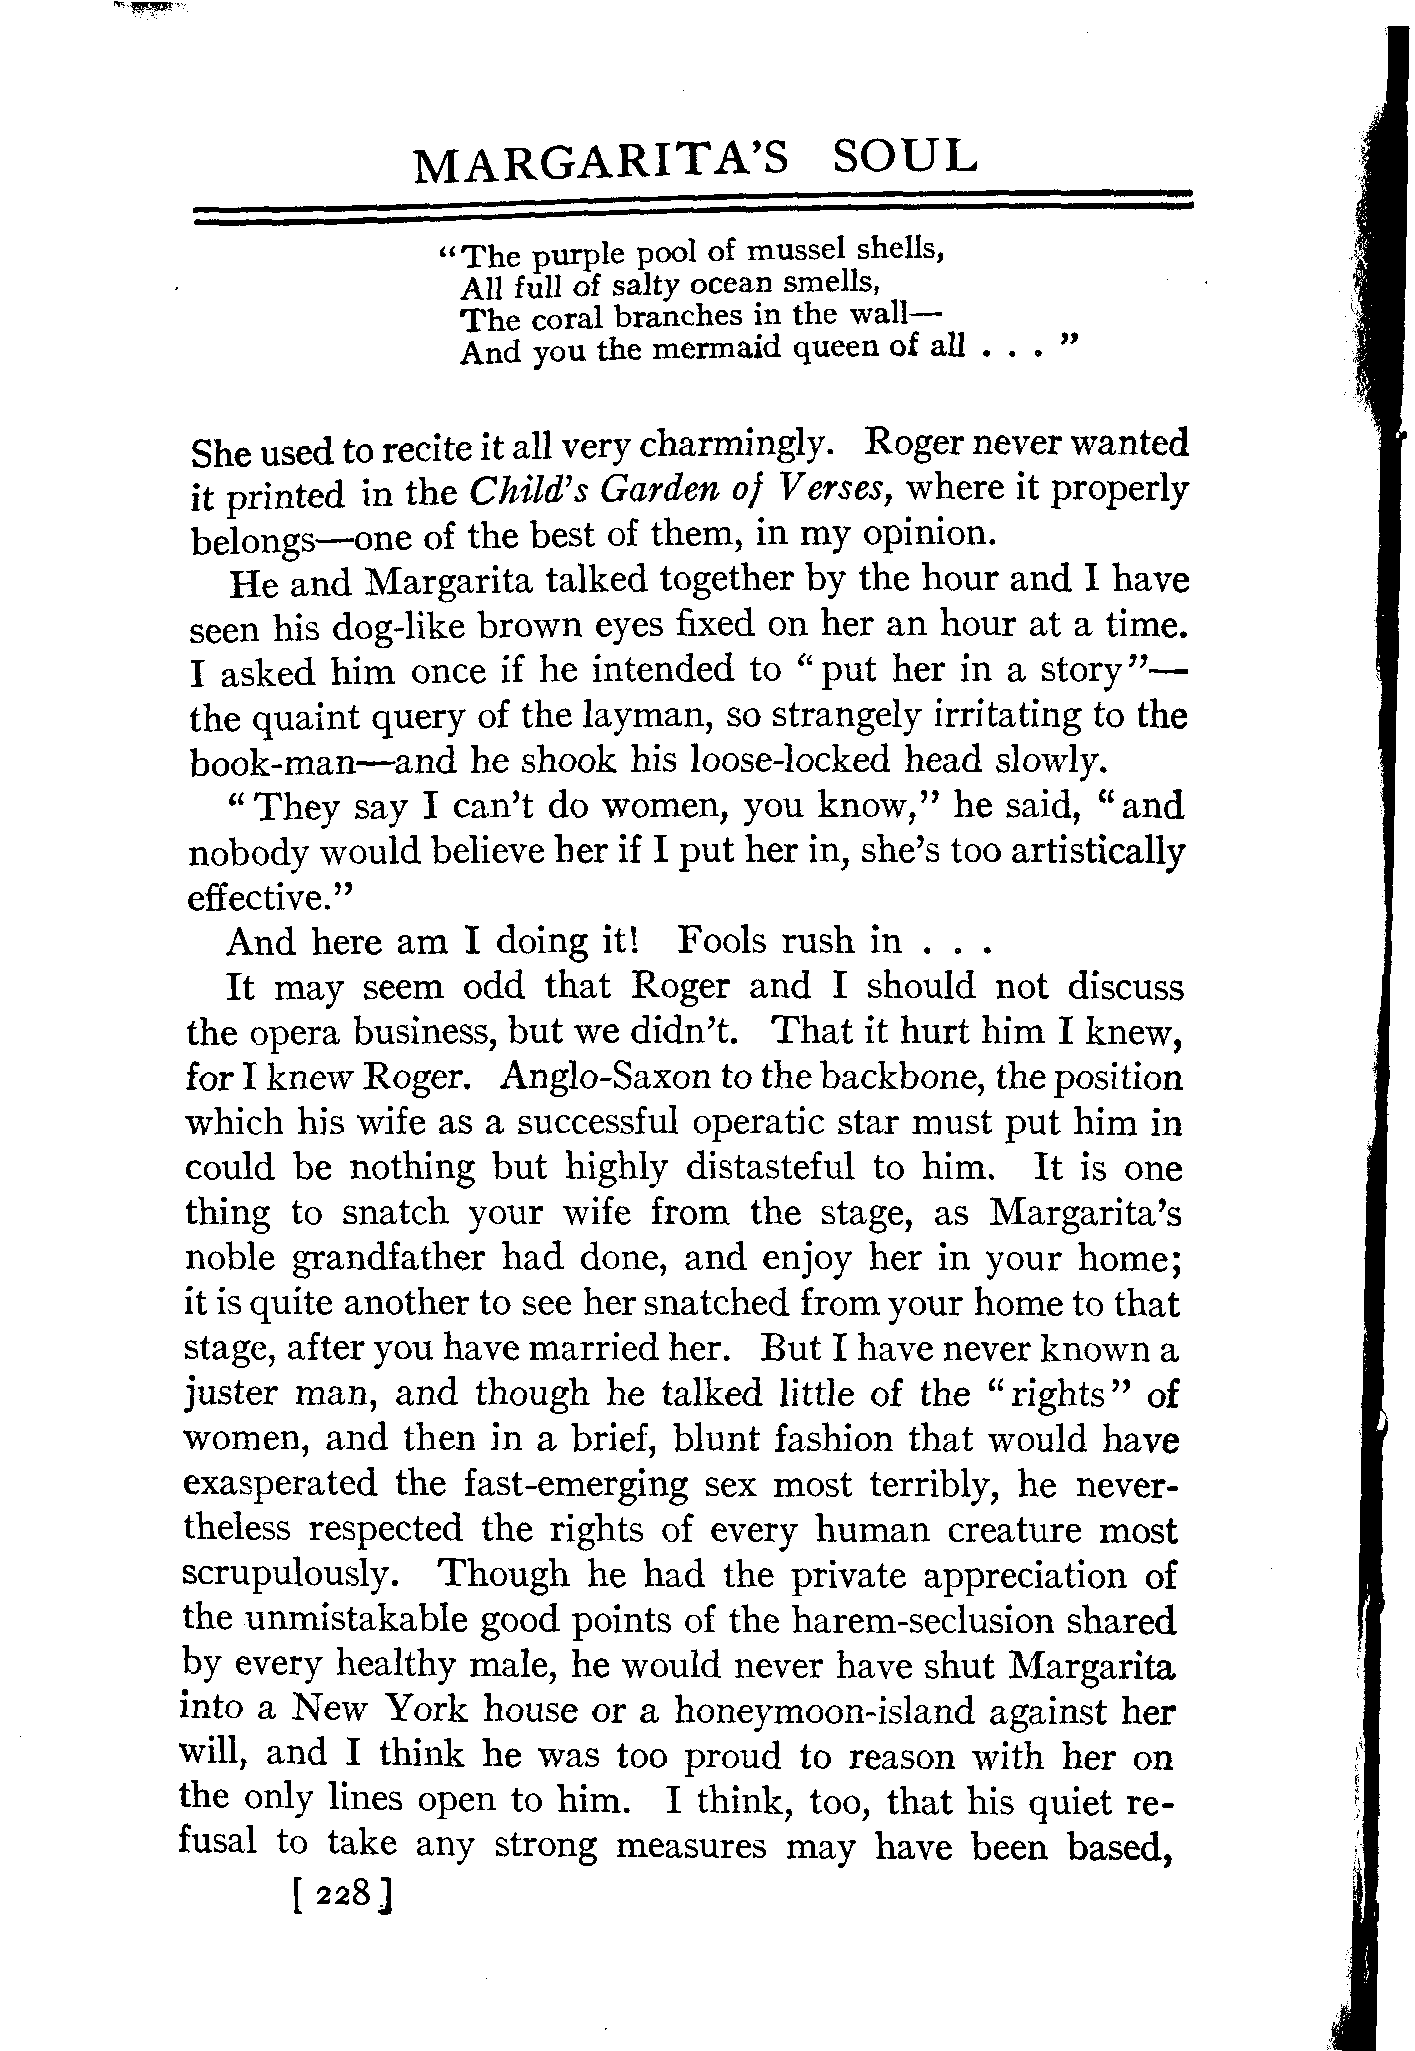 MARGARITA'S SOUL
"The purple pool of mussel shells,
All full of salty ocean smells,
The coral branches in the wall—
And you the mermaid queen of all . . . "
She used to recite it all very charmingly. Roger never wanted
it printed in the Child's Garden of Verses, where it properly
belongs—one of the best of them, in my opinion.
He and Margarita talked together by the hour and I have
seen his dog-like brown eyes fixed on her an hour at a time.
I asked him once if he intended to "put her in a story"—
the quaint query of the layman, so strangely irritating to the
book-man—and he shook his loose-locked head slowly.
"They say I can't do women, you know," he said, "and
nobody would believe her if I put her in, she's too artistically
effective."
And here am I doing it! Fools rush in . . .
It may seem odd that Roger and I should not discuss
the opera business, but we didn't. That it hurt him I knew,
for I knew Roger. Anglo-Saxon to the backbone, the position
which his wife as a successful operatic star must put him in
could be nothing but highly distasteful to him. It is one
thing to snatch your wife from the stage, as Margarita's
noble grandfather had done, and enjoy her in your home;
it is quite another to see her snatched from your home to that
stage, after you have married her. But I have never known a
juster man, and though he talked little of the "rights" of
women, and then in a brief, blunt fashion that would have
exasperated the fast-emerging sex most terribly, he never-
theless respected the rights of every human creature most
scrupulously. Though he had the private appreciation of
the unmistakable good points of the harem-seclusion shared
by every healthy male, he would never have shut Margarita
into a New York house or a honeymoon-island against her
will, and I think he was too proud to reason with her on
the only lines open to him. I think, too, that his quiet re-
fusal to take any strong measures may have been based,
[ 228 ]